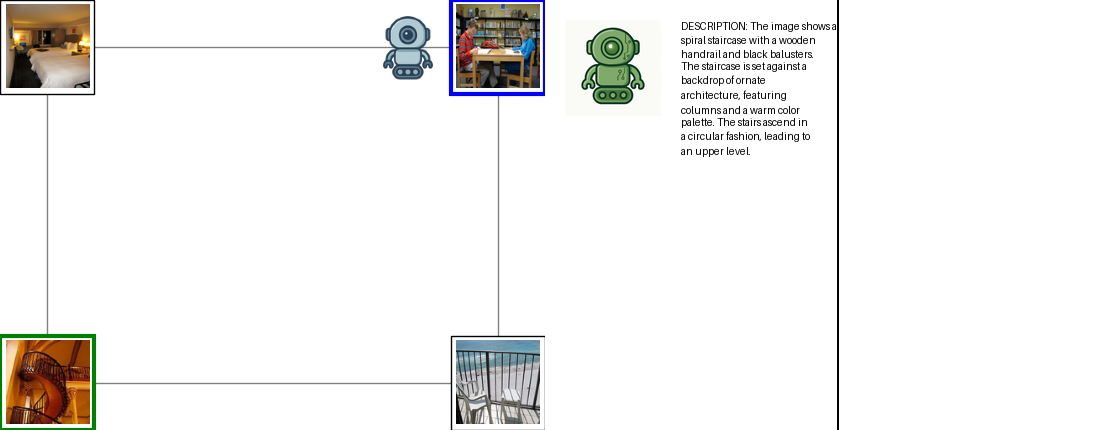 DESCRIPTION: The image shows a
spiral staircase with a wooden
handrail and black balusters.
The staircase is set against a
backdrop of ornate
architecture, featuring
columns and a warm color
palette. The stairs ascend in
a circular fashion, leading to
an upper level.